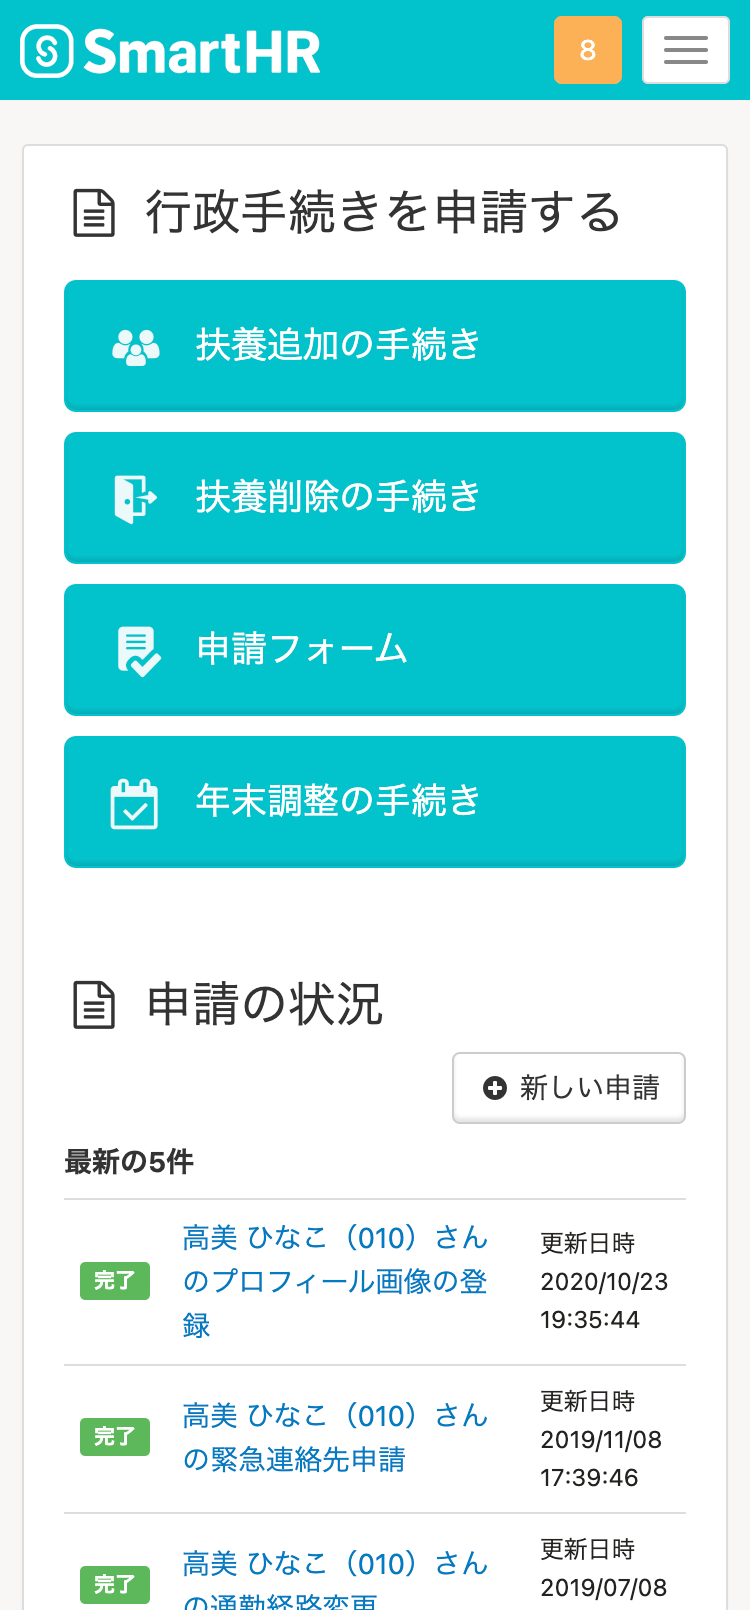 SmartHR
8
行政手続きを申請する
扶養追加の手続き
扶養削除の手続き
申請フォーム
年末調整の手続き
申請の状況
新しい申請
最新の5件
完了
高美 ひなこ（010）さん
のプロフィール画像の登
録
更新日時
2020/10/23
19:35:44
完了
高美 ひなこ（010）さん
の緊急連絡先申請
更新日時
2019/11/08
17:39:46
完了
高美 ひなこ（010）さん
の通勤経路変更
更新日時
2019/07/08